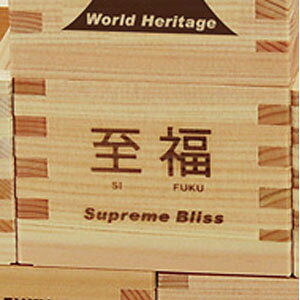 World Heritage
至福
SI FUKU
Supreme Bliss